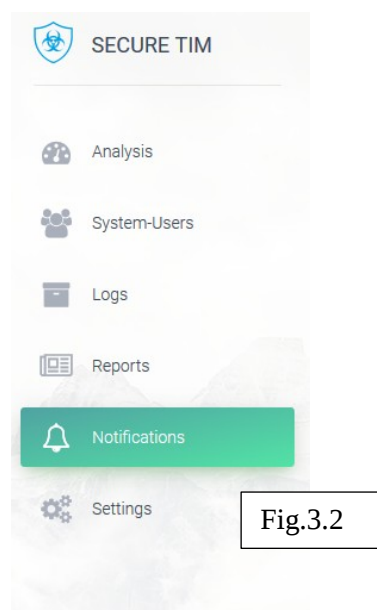 SECURE TIM
Analysis
System-Users
Logs
Reports
Notifications
Settings
Fig.3.2